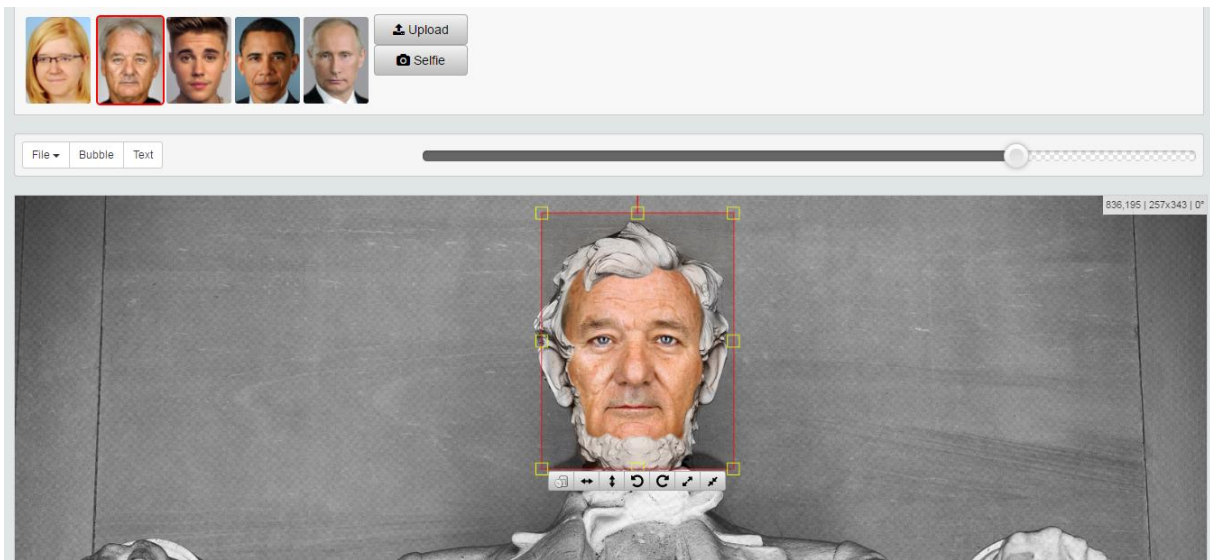 Upload
Selfie
File
Bubble
Text
836,195 | 257x343 | 0°